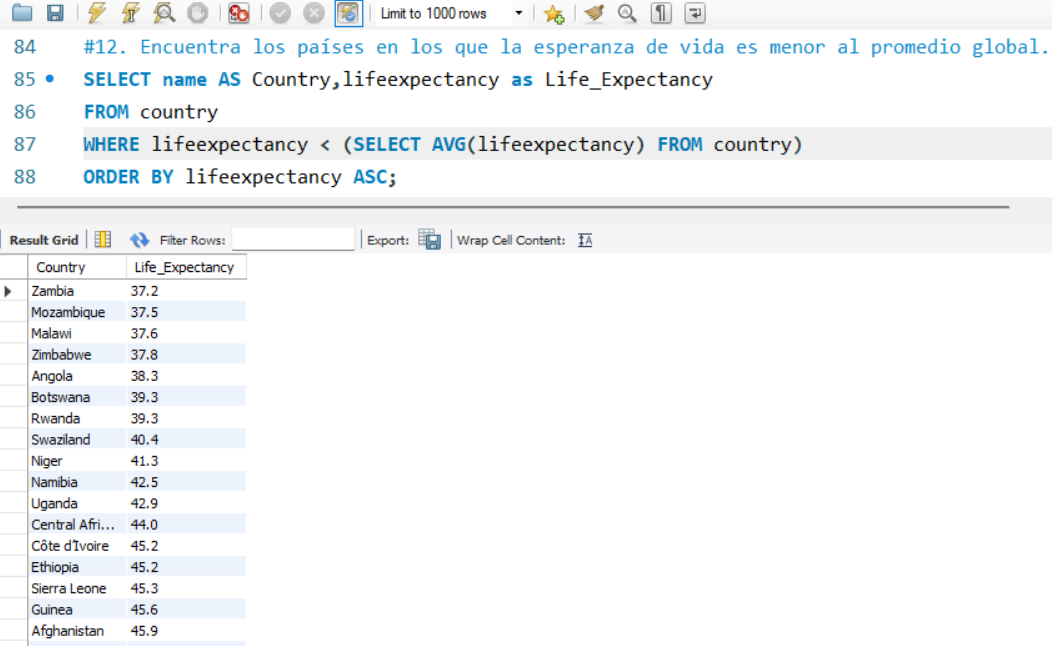 Limit to 1000 rows
84 #12. Encuentra los países en los que la esperanza de vida es menor al promedio global.
85 SELECT name AS Country,lifeexpectancy as Life_Expectancy
86 FROM country
87 WHERE lifeexpectancy < (SELECT AVG(lifeexpectancy) FROM country)
88 ORDER BY lifeexpectancy ASC;
Result Grid Filter Rows: Export: Wrap Cell Content: IA
Country Life_Expectancy
Zambia 37.2
Mozambique 37.5
Malawi 37.6
Zimbabwe 37.8
Angola 38.3
Botswana 39.3
Rwanda 39.3
Swaziland 40.4
Niger 41.3
Namibia 42.5
Uganda 42.9
Central Afri... 44.0
Côte d'Ivoire 45.2
Ethiopia 45.2
Sierra Leone 45.3
Guinea 45.6
Afghanistan 45.9